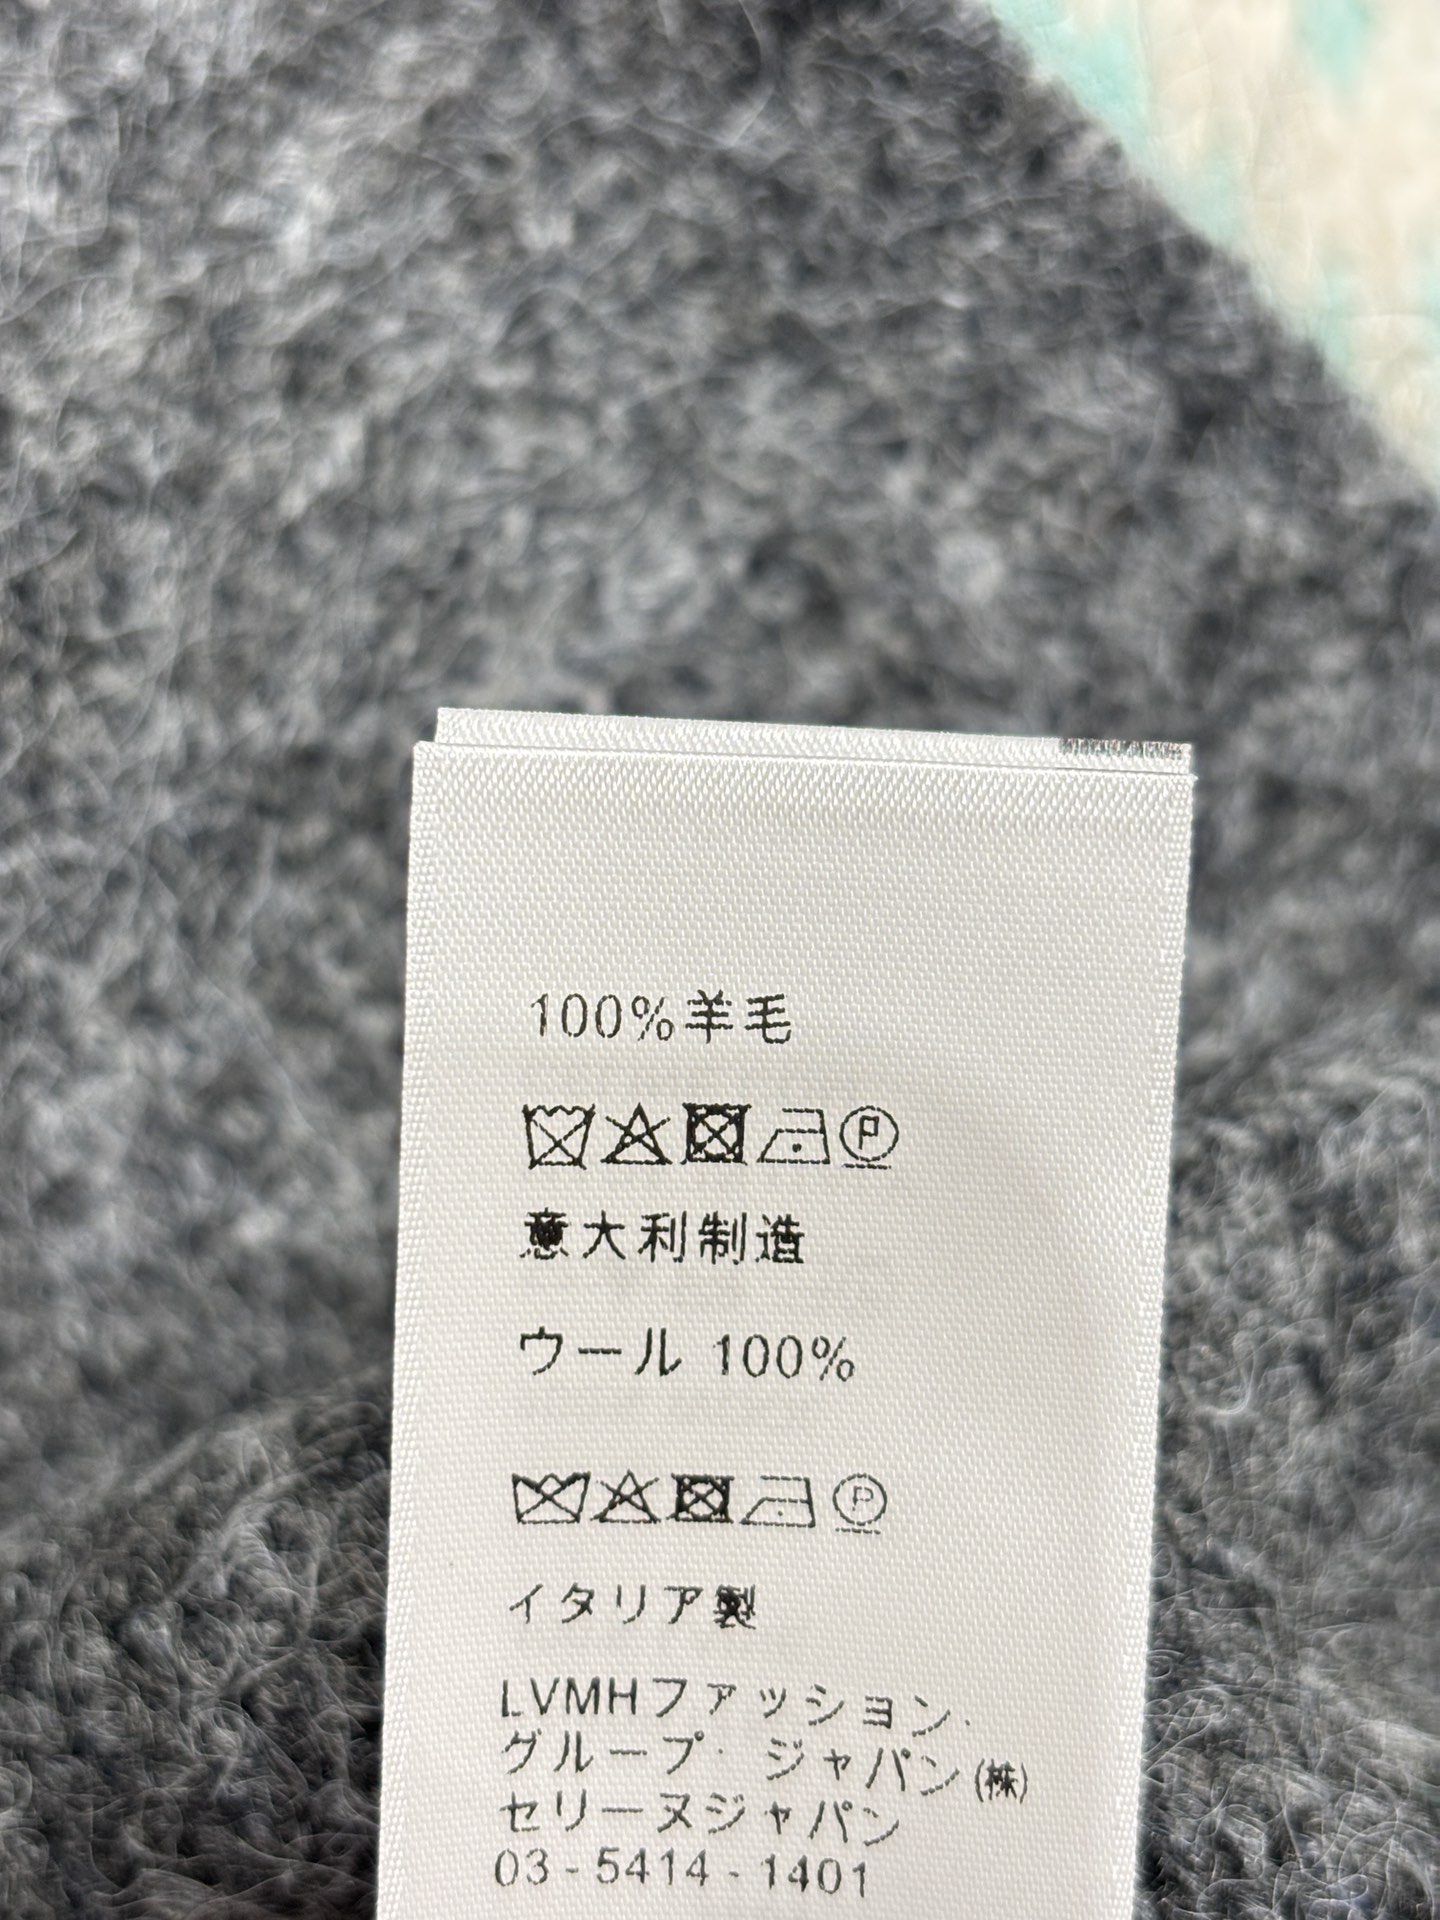 100%羊毛
P
意大利制造
ウール 100%
P
イタリア製
LVMHファッション・
グループ・ ジャパン(株)
セリーヌジャパン
03-5414-1401